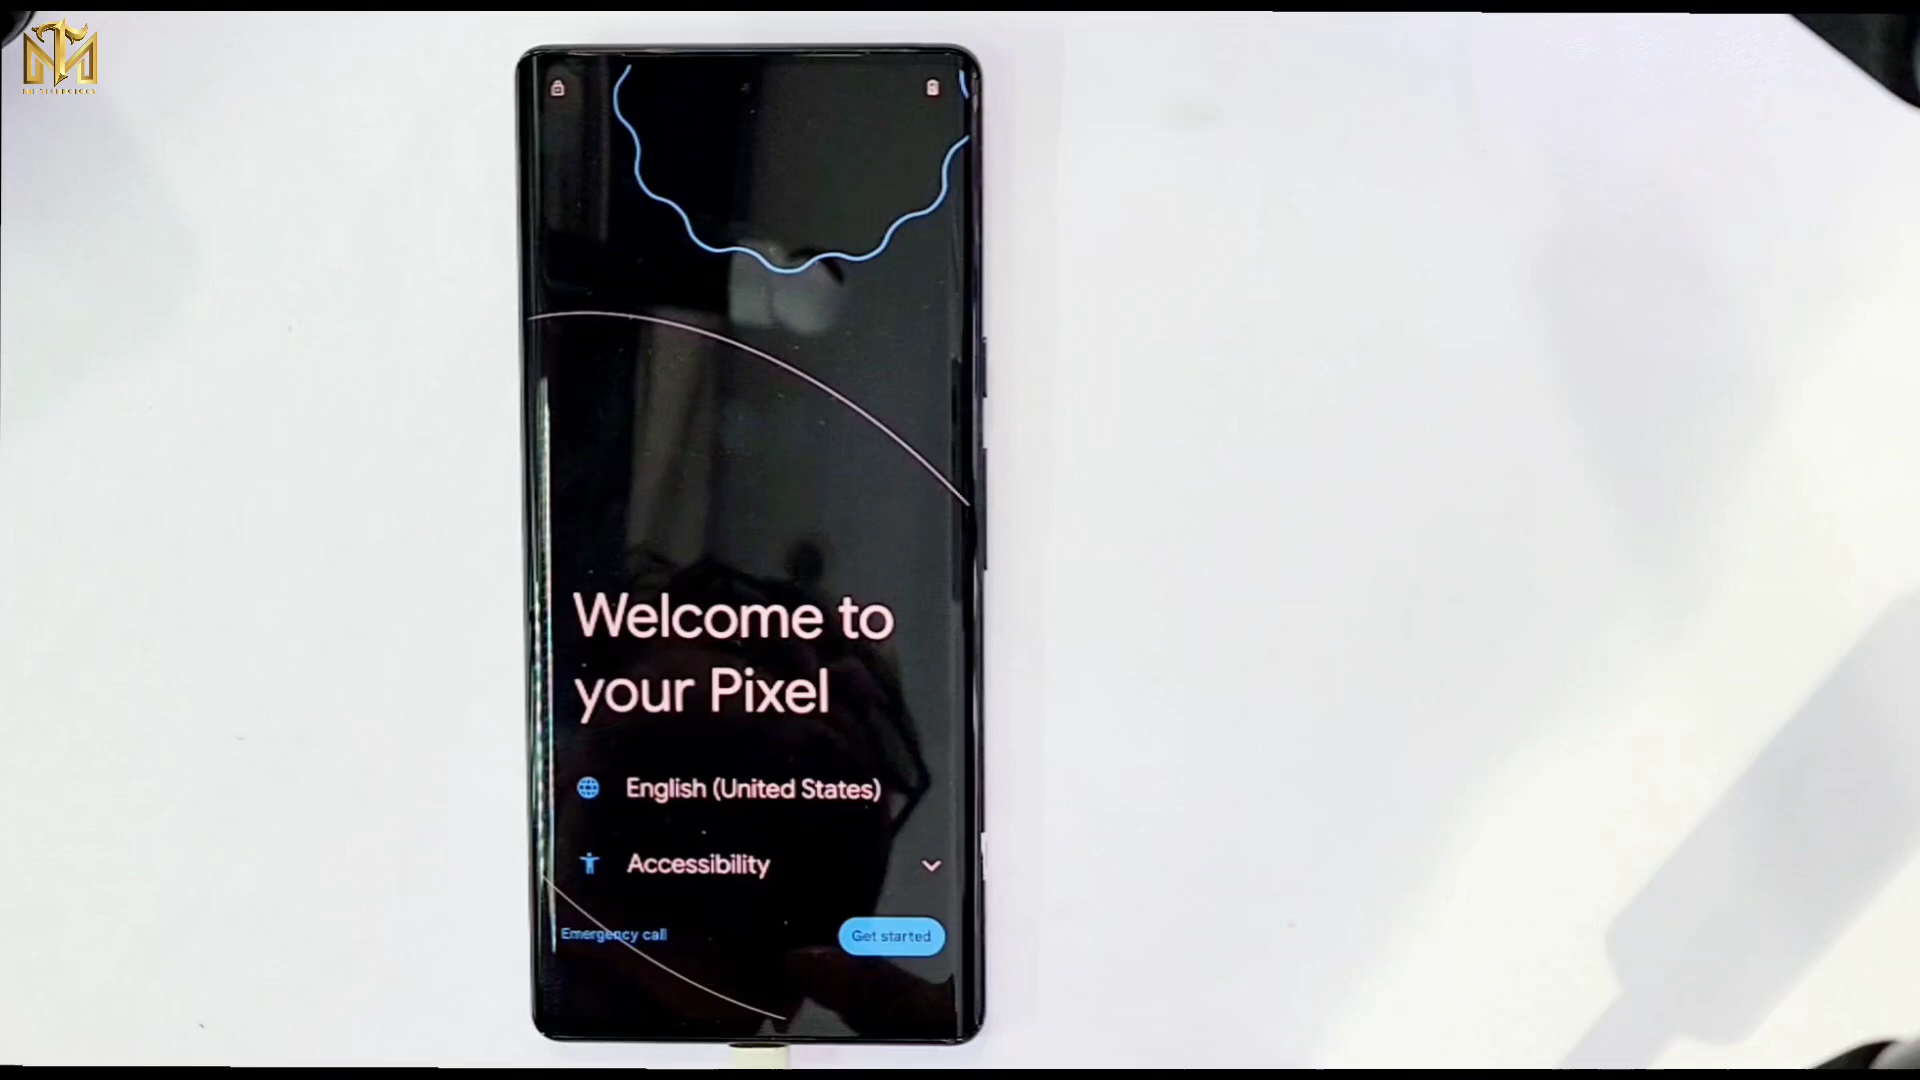 Welcome to
your Pixel
English (United States)
Accessibility
Emergency call
Get started